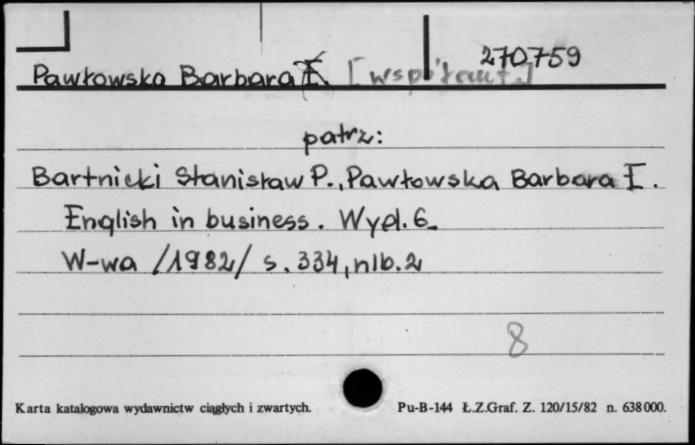 270759
Pawłowska Barbara E. [współaut.]
patrz:
Bartnicki Stanisław P., Pawłowska Barbara E.
English in business. Wyd. 6.
W-wa /1982/ s. 334, nlb. 2
8
Karta katalogowa wydawnictw ciągłych i zwartych. Pu-B-144 Ł.Z.Graf. Z. 120/15/82 n. 638000.